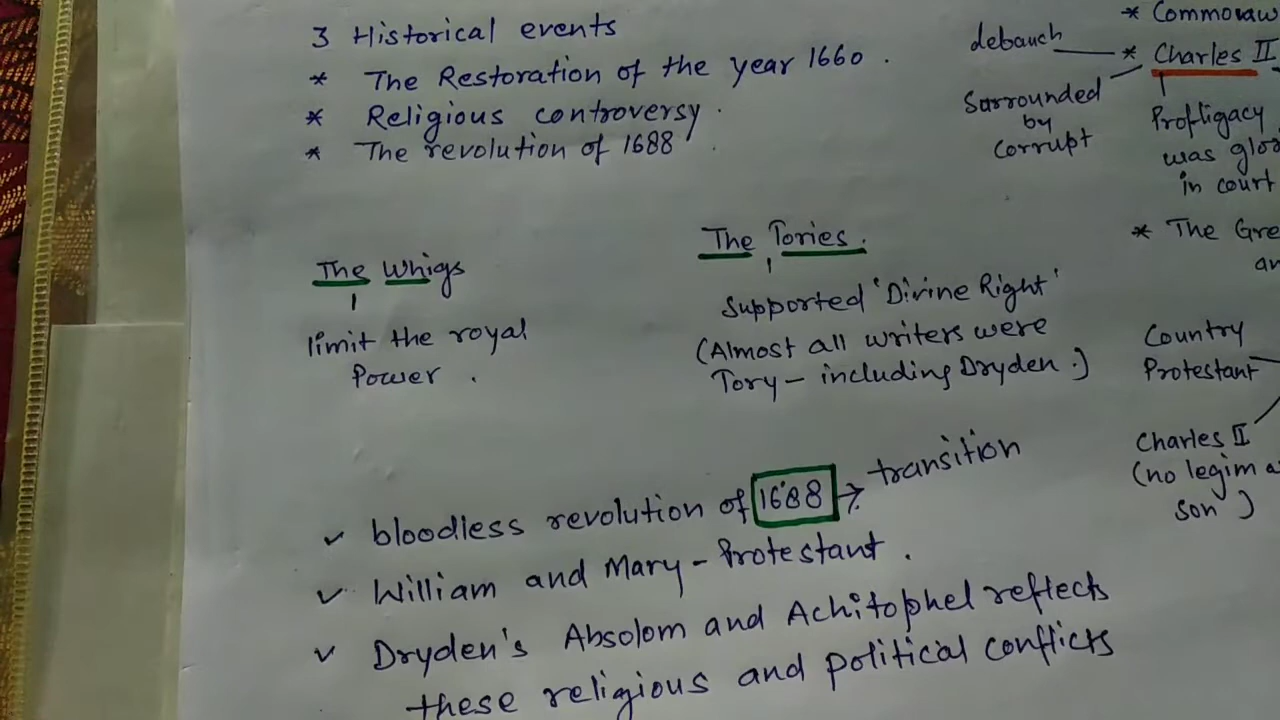 3 Historical events
* The Restoration of the year 1660 .
* Religious controversy .
* The revolution of 1688 .
The Whigs
limit the royal
Power .
The Tories .
Supported 'Divine Right'
(Almost all writers were
Tory - including Dryden .)
✓ bloodless revolution of 1688 → transition
✓ William and Mary - Protestant .
✓ Dryden's Absolom and Achitophel reflects
these religious and political conflicts
debauch
* Charles II
Surrounded
by
Corrupt
Profligacy
was
in court
* The
Country
Protestant
Charles II
(no
son )